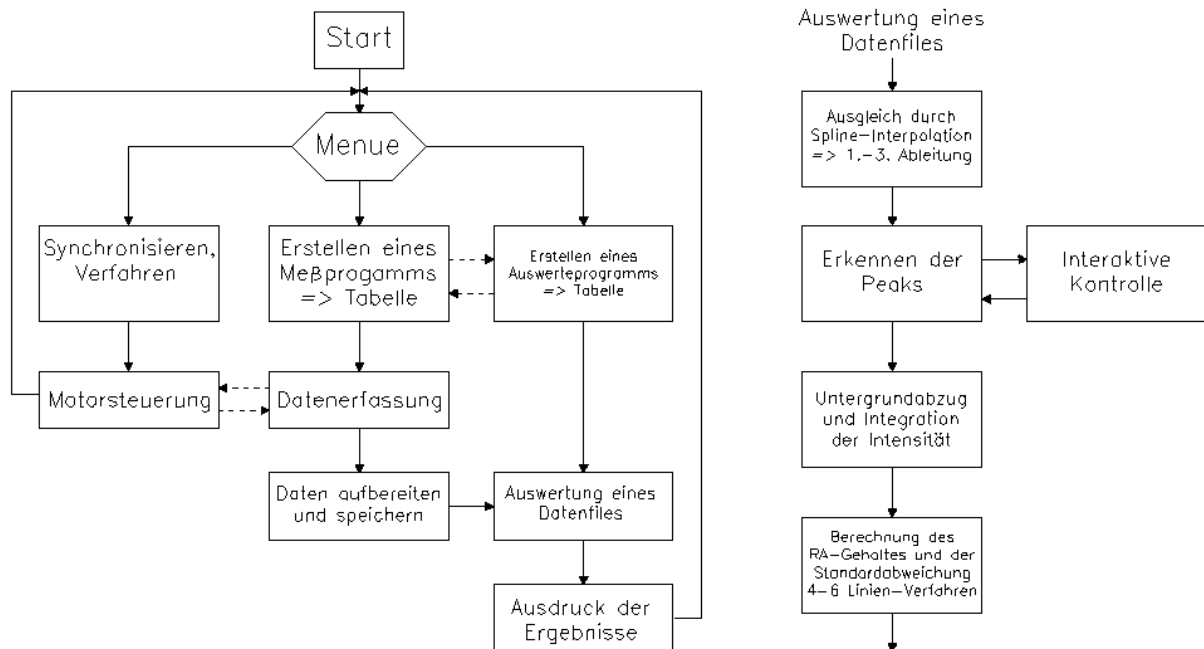 Start
Menue
Synchronisieren,
Verfahren
Erstellen eines
Meßprogamms
=> Tabelle
Erstellen eines
Auswerteprogramms
=> Tabelle
Motorsteuerung
Datenerfassung
Daten aufbereiten
und speichern
Auswertung eines
Datenfiles
Ausdruck der
Ergebnisse
Auswertung eines
Datenfiles
Ausgleich durch
Spline-Interpolation
=> 1.-3. Ableitung
Erkennen der
Peaks
Interaktive
Kontrolle
Untergrundabzug
und Integration
der Intensität
Berechnung des
RA-Gehaltes und der
Standardabweichung
4-6 Linien-Verfahren